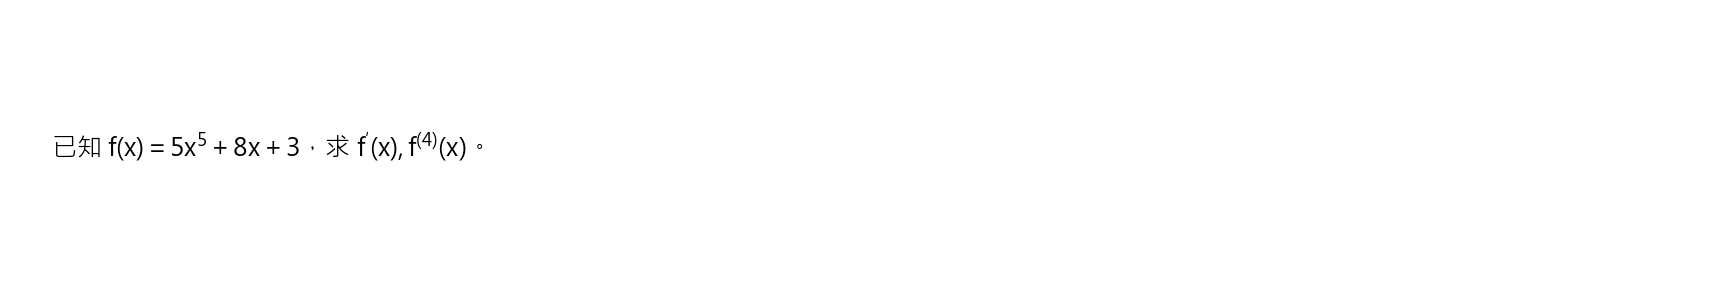 已知 f(x) = 5x⁵ + 8x + 3，求 f′(x), f⁽⁴⁾(x)。